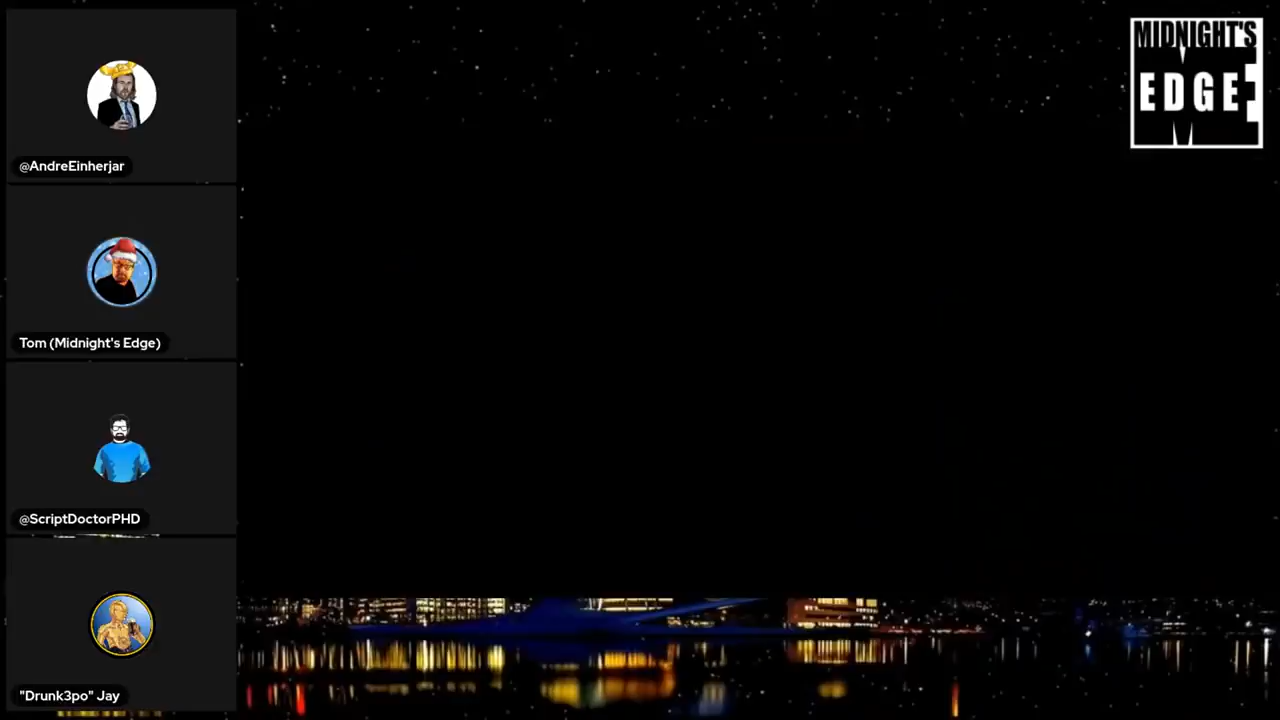 MIDNIGHT'S
EDGE
@AndreEinherjar
Tom (Midnight's Edge)
@ScriptDoctorPHD
"Drunk3po" Jay